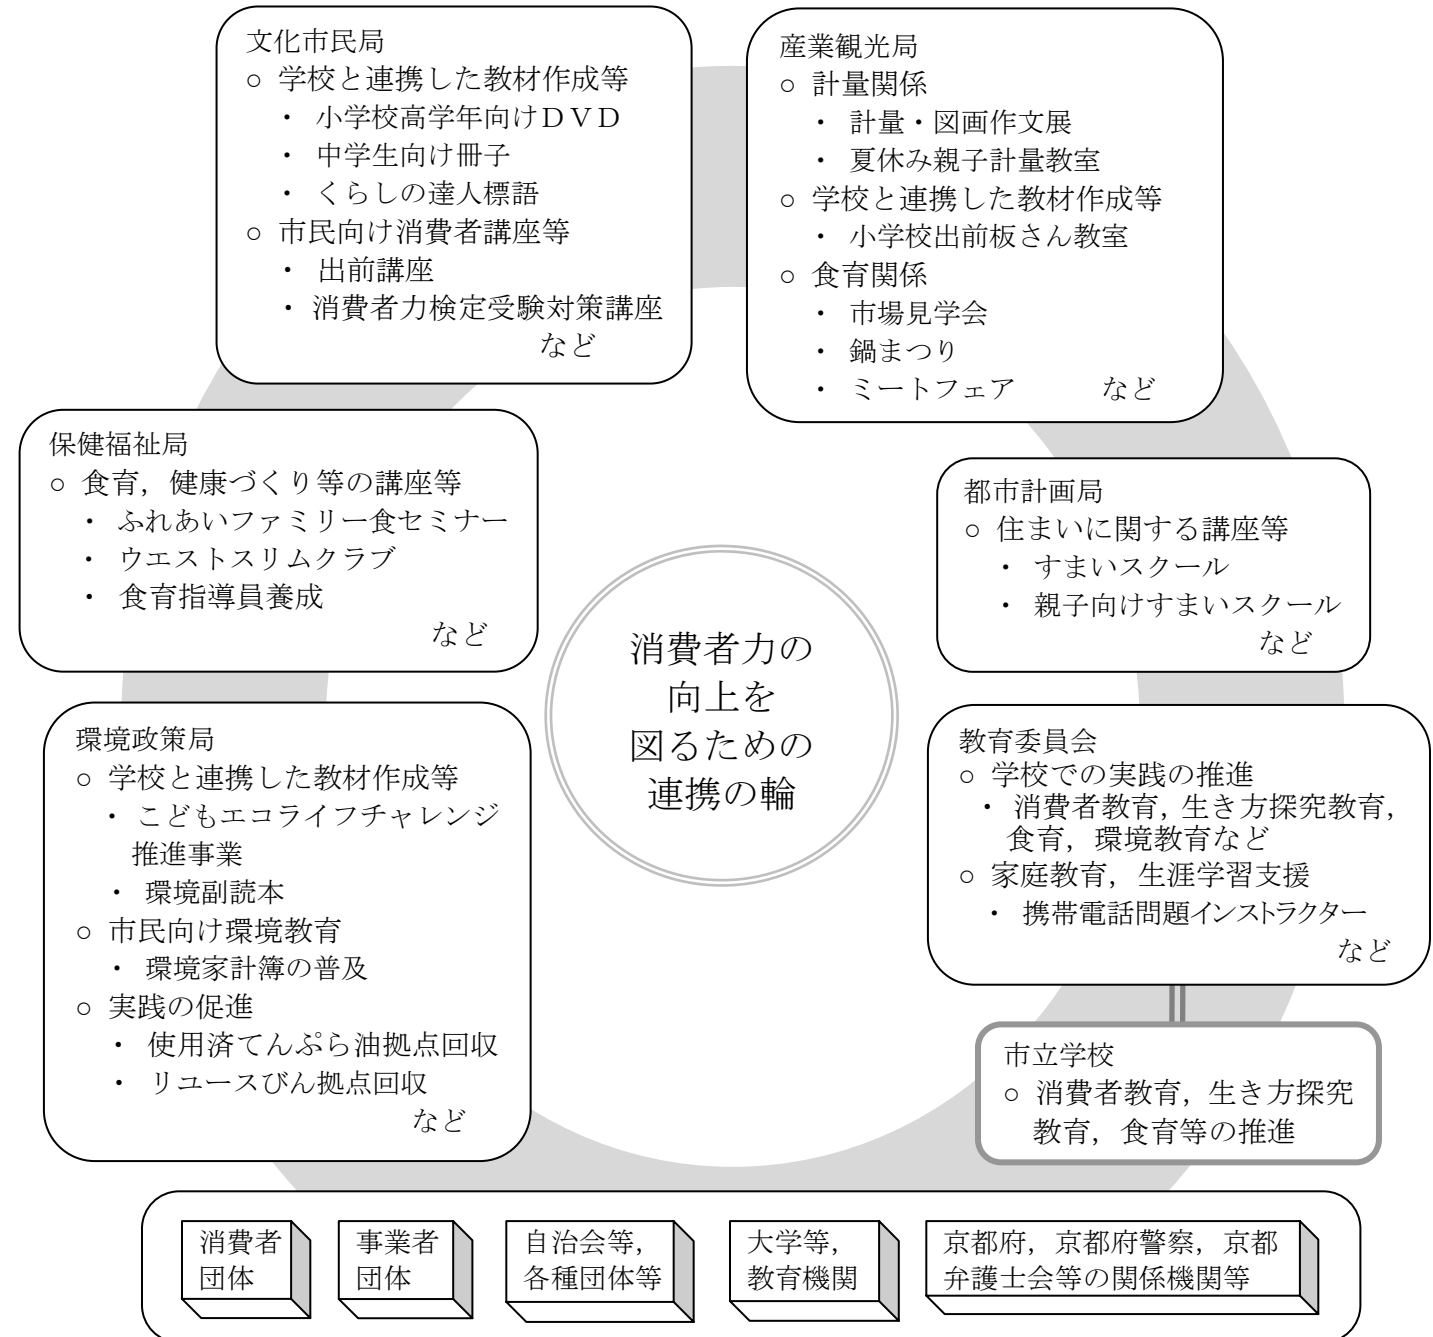 文化市民局
○ 学校と連携した教材作成等
・ 小学校高学年向けＤＶＤ
・ 中学生向け冊子
・ くらしの達人標語
○ 市民向け消費者講座等
・ 出前講座
・ 消費者力検定受験対策講座
など
産業観光局
○ 計量関係
・ 計量・図画作文展
・ 夏休み親子計量教室
○ 学校と連携した教材作成等
・ 小学校出前板さん教室
○ 食育関係
・ 市場見学会
・ 鍋まつり
・ ミートフェア など
保健福祉局
○ 食育，健康づくり等の講座等
・ ふれあいファミリー食セミナー
・ ウエストスリムクラブ
・ 食育指導員養成
など
都市計画局
○ 住まいに関する講座等
・ すまいスクール
・ 親子向けすまいスクール
など
消費者力の
向上を
図るための
連携の輪
環境政策局
○ 学校と連携した教材作成等
・ こどもエコライフチャレンジ
推進事業
・ 環境副読本
○ 市民向け環境教育
・ 環境家計簿の普及
○ 実践の促進
・ 使用済てんぷら油拠点回収
・ リユースびん拠点回収
など
教育委員会
○ 学校での実践の推進
・ 消費者教育，生き方探究教育，
食育，環境教育など
○ 家庭教育，生涯学習支援
・ 携帯電話問題インストラクター
など
市立学校
○ 消費者教育，生き方探究
教育，食育等の推進
消費者
団体
事業者
団体
自治会等，
各種団体等
大学等，
教育機関
京都府，京都府警察，京都
弁護士会等の関係機関等